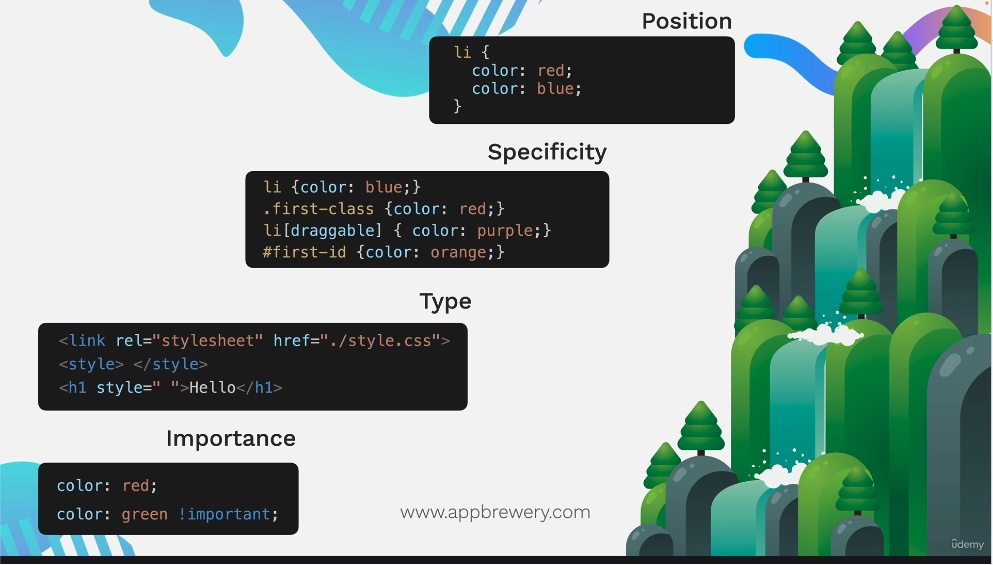 Position
li {
  color: red;
  color: blue;
}
Specificity
li {color: blue;}
.first-class {color: red;}
li[draggable] { color: purple;}
#first-id {color: orange;}
Type
<link rel="stylesheet" href="./style.css">
<style> </style>
<h1 style=" ">Hello</h1>
Importance
color: red;
color: green !important;
www.appbrewery.com
ûdemy